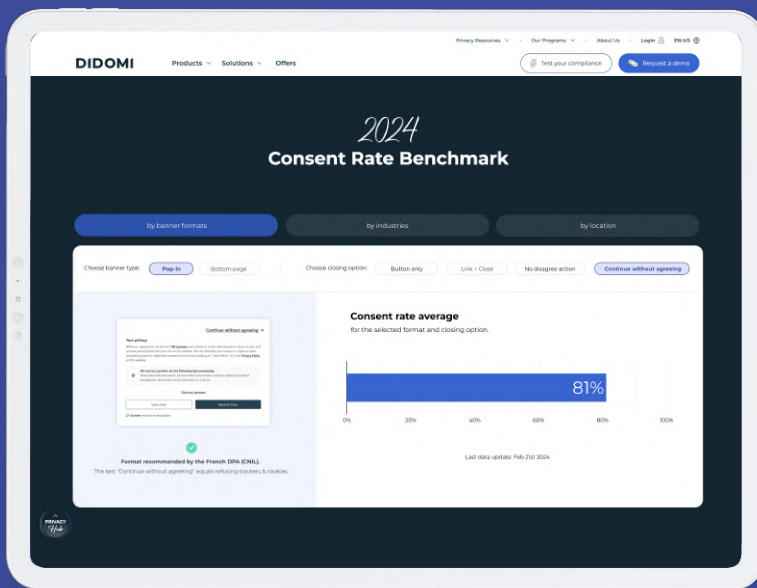 Privacy Resources
Our Programs
About Us
Login
EN-US
DIDOMI
Products
Solutions
Offers
Test your compliance
Request a demo
2024
Consent Rate Benchmark
by banner formats
by industries
by location
Choose banner type:
Pop-in
Bottom page
Choose closing option:
Button only
Link + Close
No disagree action
Continue without agreeing
Continue without agreeing
Your privacy
View our partners
Format recommended by the French DPA (CNIL).
The text "Continue without agreeing" equals refusing trackers & cookies.
Consent rate average
for the selected format and closing option.
81%
0%
20%
40%
60%
80%
100%
Last data update: Feb 21st 2024
PRIVACY
Hub